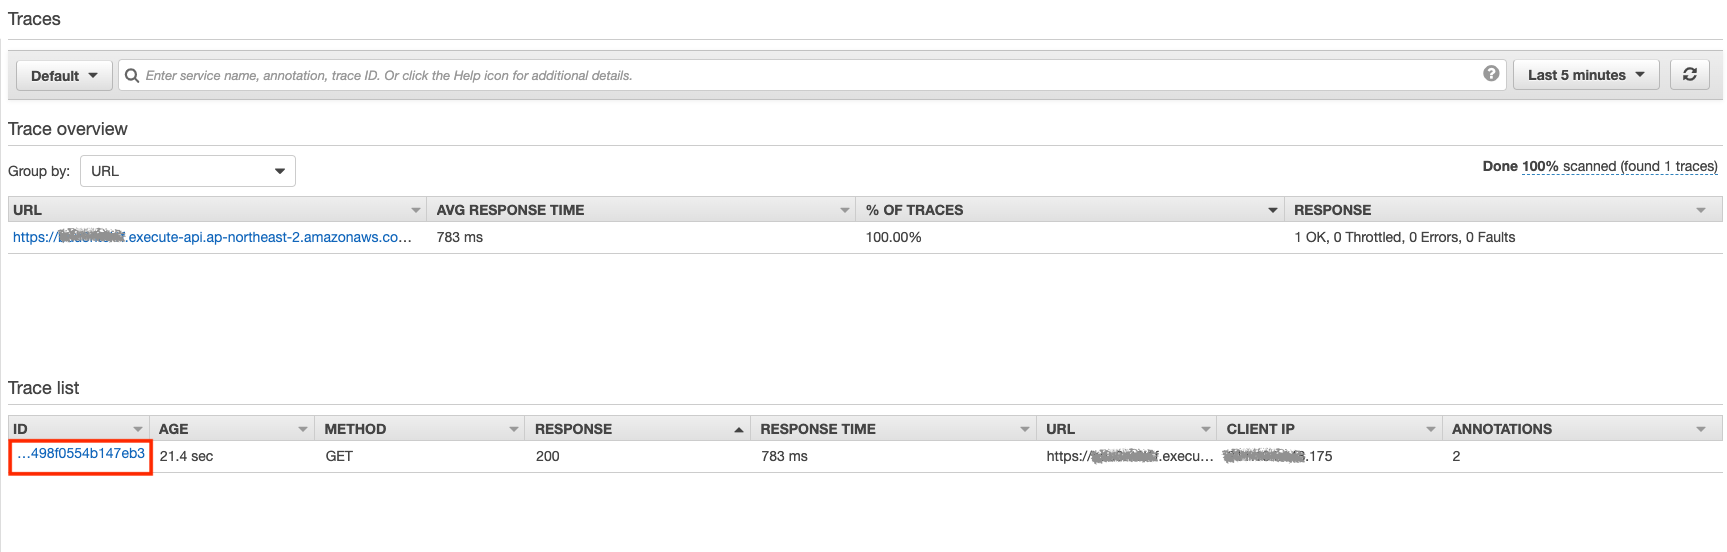 Traces
Default Enter service name, annotation, trace ID. Or click the Help icon for additional details. ? Last 5 minutes
Trace overview
Group by: URL Done 100% scanned (found 1 traces)
URL AVG RESPONSE TIME % OF TRACES RESPONSE
https:// .execute-api.ap-northeast-2.amazonaws.co... 783 ms 100.00% 1 OK, 0 Throttled, 0 Errors, 0 Faults
Trace list
ID AGE METHOD RESPONSE RESPONSE TIME URL CLIENT IP ANNOTATIONS
...498f0554b147eb3 21.4 sec GET 200 783 ms https:// f.execu... .175 2